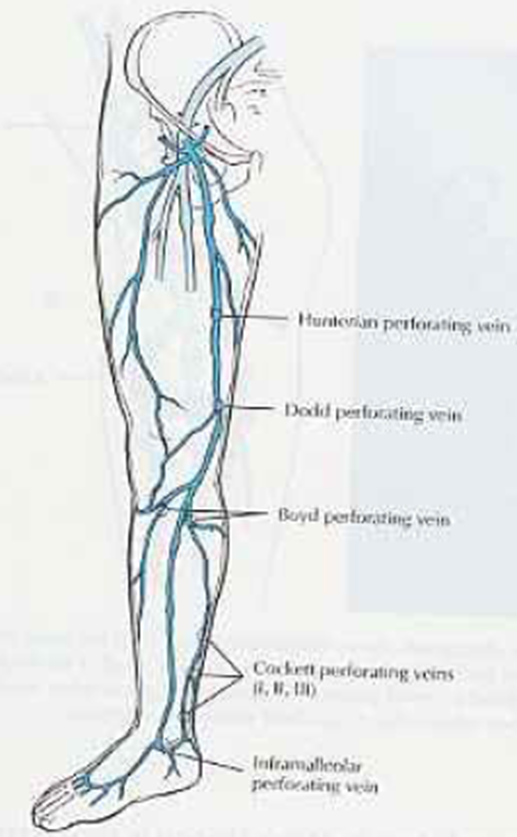 Hunterian perforating vein
Dodd perforating vein
Boyd perforating vein
Cockett perforating veins
(I, II, III)
Inframalleolar
perforating vein